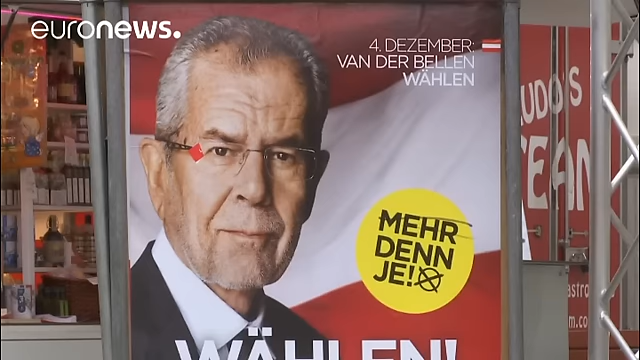 euronews.
4. DEZEMBER:
VAN DER BELLEN
WÄHLEN
MEHR
DENN
JE!
WÄHLEN!